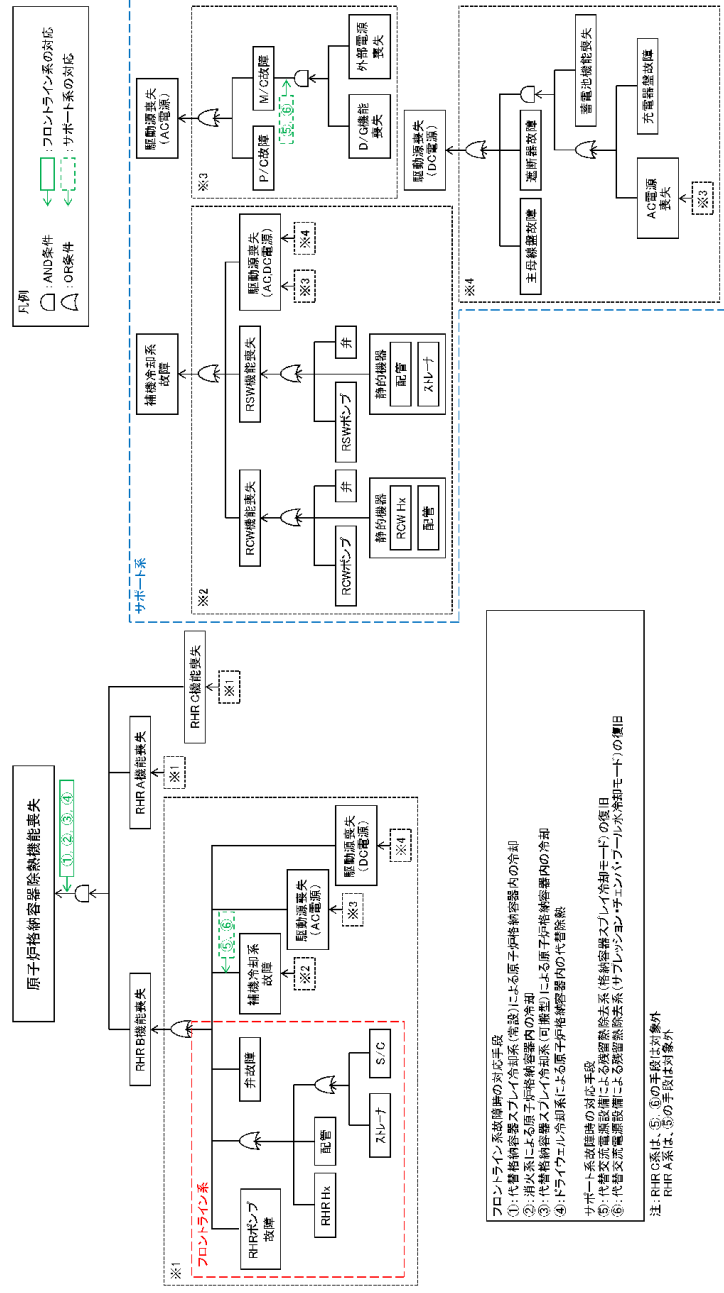 原子炉格納容器除熱機能喪失
①, ②, ③, ④
RHR B機能喪失
RHR A機能喪失
※1
RHR C機能喪失
※1
※1
フロントライン系
RHRポンプ
故障
弁故障
RHR Hx
配管
ストレーナ
S/C
⑤, ⑥
補機冷却系
故障
※2
駆動源喪失
(AC電源)
※3
駆動源喪失
(DC電源)
※4
フロントライン系故障時の対応手段
①：代替格納容器スプレイ冷却系(常設)による原子炉格納容器内の冷却
②：消火系による原子炉格納容器内の冷却
③：代替格納容器スプレイ冷却系(可搬型)による原子炉格納容器内の冷却
④：ドライウェル冷却系による原子炉格納容器内の代替除熱
サポート系故障時の対応手段
⑤：代替交流電源設備による残留熱除去系(格納容器スプレイ冷却モード)の復旧
⑥：代替交流電源設備による残留熱除去系(サプレッション・チェンバ・プール水冷却モード)の復旧
注：RHR C系は、⑤、⑥の手段は対象外
RHR A系は、⑤の手段は対象外
凡例
：AND条件
：OR条件
：フロントライン系の対応
：サポート系の対応
サポート系
補機冷却系
故障
※2
RCW機能喪失
RCWポンプ
弁
静的機器
RCW Hx
配管
RSW機能喪失
RSWポンプ
弁
静的機器
配管
ストレーナ
駆動源喪失
(AC,DC電源)
※3
※4
駆動源喪失
(AC電源)
※3
P/C故障
M/C故障
⑤, ⑥
D/G機能
喪失
外部電源
喪失
駆動源喪失
(DC電源)
※4
主母線盤故障
遮断器故障
蓄電池機能喪失
AC電源
喪失
※3
充電器盤故障